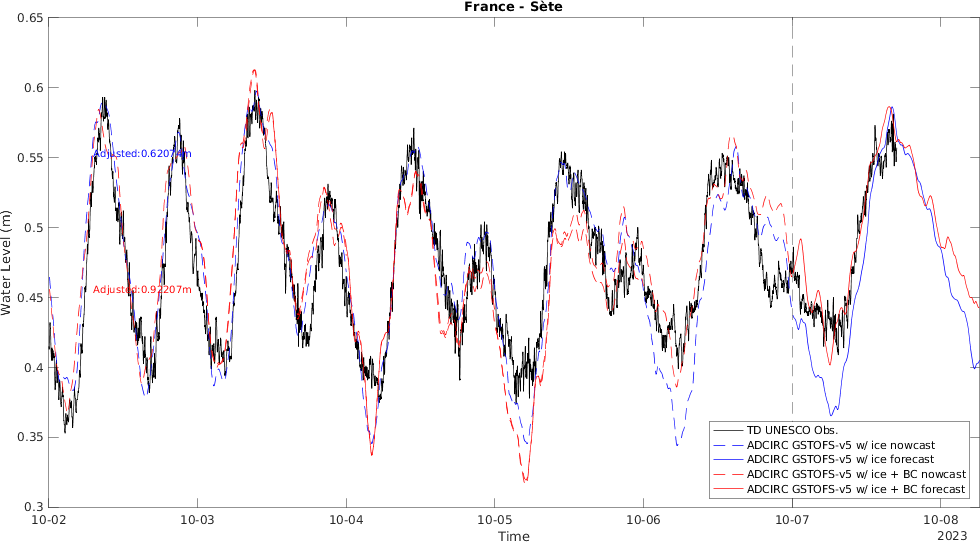 France - Sète
0.65
0.6
0.55
0.5
0.45
0.4
0.35
0.3
Water Level (m)
Adjusted:0.62074m
Adjusted:0.92207m
TD UNESCO Obs.
ADCIRC GSTOFS-v5 w/ ice nowcast
ADCIRC GSTOFS-v5 w/ ice forecast
ADCIRC GSTOFS-v5 w/ ice + BC nowcast
ADCIRC GSTOFS-v5 w/ ice + BC forecast
10-02 10-03 10-04 10-05 10-06 10-07 10-08
Time
2023